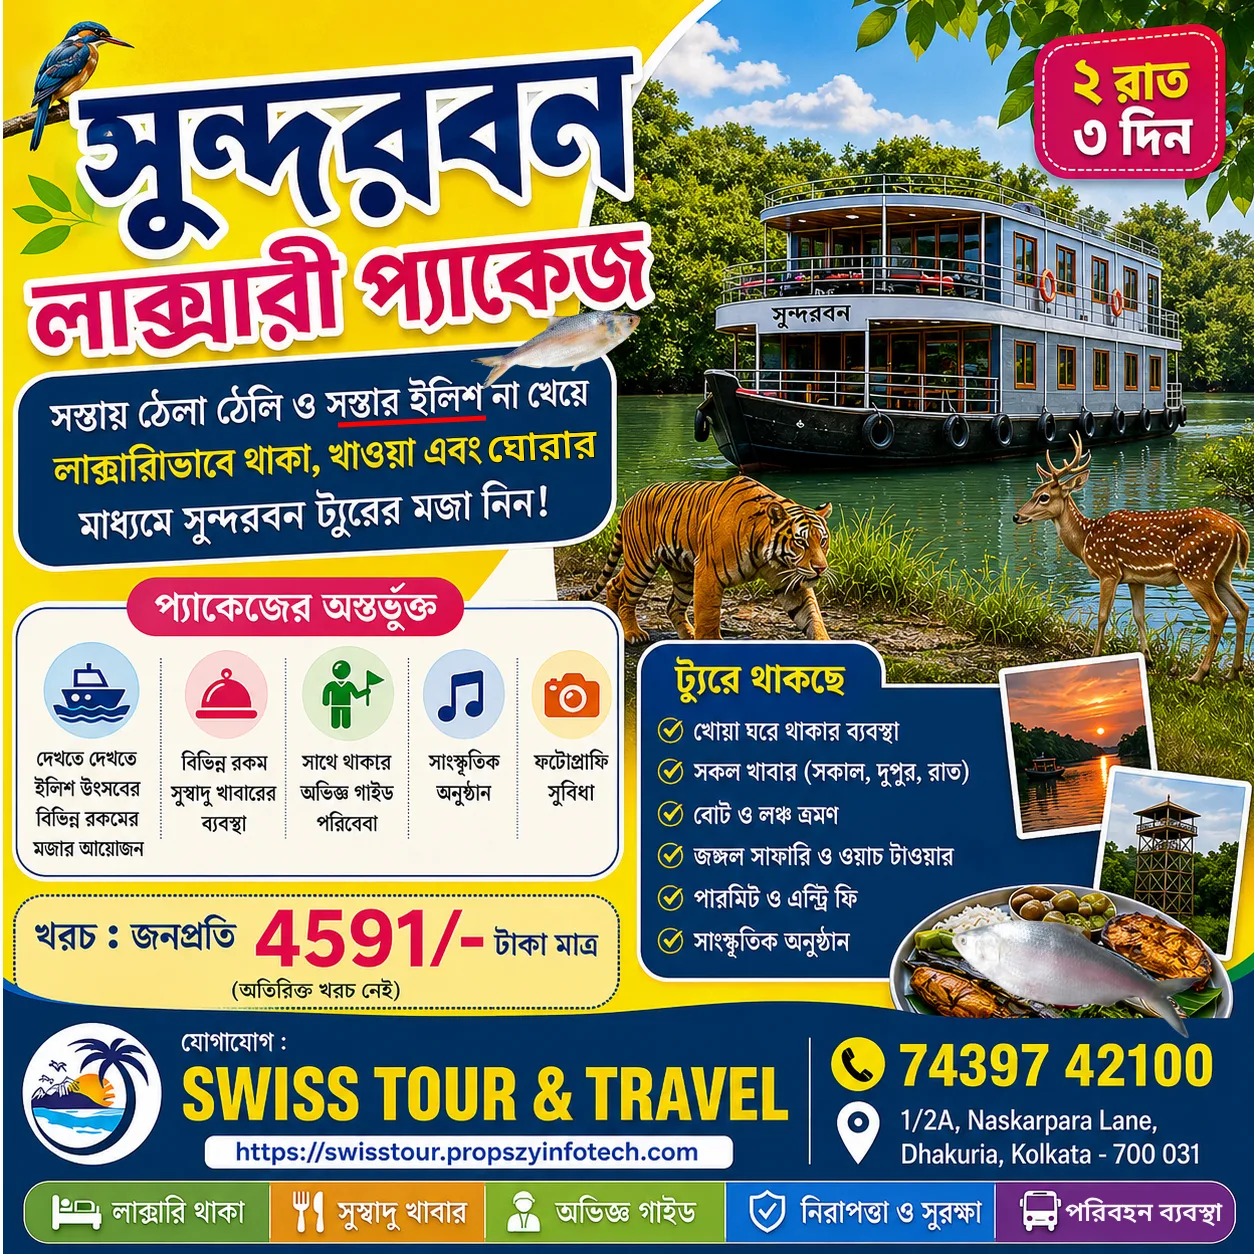 সুন্দরবন
লাক্সারী প্যাকেজ
২ রাত
৩ দিন
সুন্দরবন
সস্তায় ঠেলা ঠেলি ও সস্তার ইলিশ না খেয়ে
লাক্সারিাভাবে থাকা, খাওয়া এবং ঘোরার
মাধ্যমে সুন্দরবন ট্যুরের মজা নিন!
প্যাকেজের অন্তর্ভুক্ত
দেখতে দেখতে
ইলিশ উৎসবের
বিভিন্ন রকমের
মজার আয়োজন
বিভিন্ন রকম
সুস্বাদু খাবারের
ব্যবস্থা
সাথে থাকার
অভিজ্ঞ গাইড
পরিবেবা
সাংস্কৃতিক
অনুষ্ঠান
ফটোগ্রাফি
সুবিধা
ট্যুরে থাকছে
খোয়া ঘরে থাকার ব্যবস্থা
সকল খাবার (সকাল, দুপুর, রাত)
বোট ও লঞ্চ ভ্রমণ
জঙ্গল সাফারি ও ওয়াচ টাওয়ার
পারমিট ও এন্ট্রি ফি
সাংস্কৃতিক অনুষ্ঠান
খরচ : জনপ্রতি 4591/- টাকা মাত্র
(অতিরিক্ত খরচ নেই)
যোগাযোগ :
SWISS TOUR & TRAVEL
https://swisstour.propszyinfotech.com
74397 42100
1/2A, Naskarpara Lane,
Dhakuria, Kolkata - 700 031
লাক্সারি থাকা
সুস্বাদু খাবার
অভিজ্ঞ গাইড
নিরাপত্তা ও সুরক্ষা
পরিবহন ব্যবস্থা